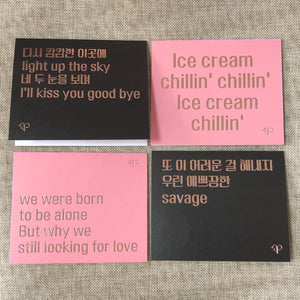 다시 캄캄한 이곳에
light up the sky
네 두 눈을 보며
I'll kiss you good bye
Ice cream
chillin' chillin'
Ice cream
chillin'
we were born
to be alone
But why we
still looking for love
또 이 어려운 걸 해내지
우린 예쁘장한
savage